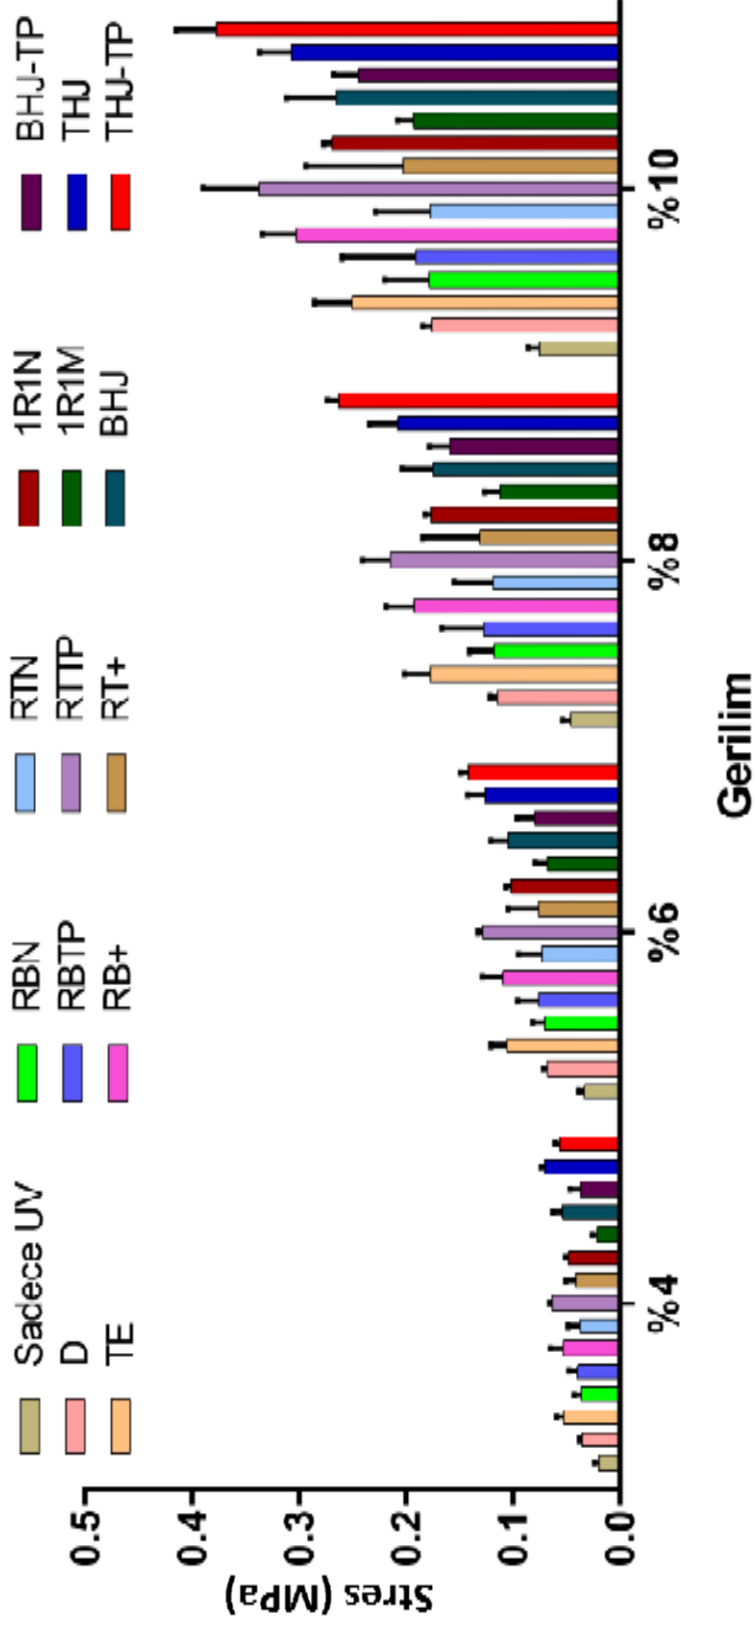 Sadece UV
D
TE
RBN
RBTP
RB+
RTN
RTTP
RT+
1R1N
1R1M
BHJ
BHJ-TP
THJ
THJ-TP
Stres (MPa)
0.5
0.4
0.3
0.2
0.1
0.0
%4
%6
%8
%10
Gerilim